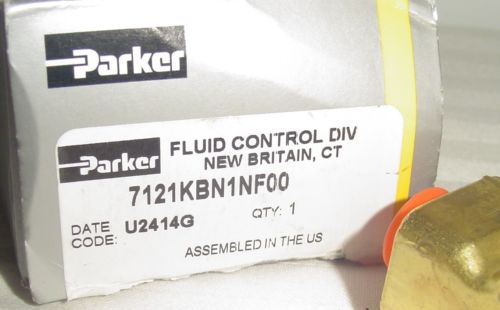 Parker
Parker
FLUID CONTROL DIV
NEW BRITAIN, CT
7121KBN1NF00
DATE CODE: U2414G QTY: 1
ASSEMBLED IN THE US